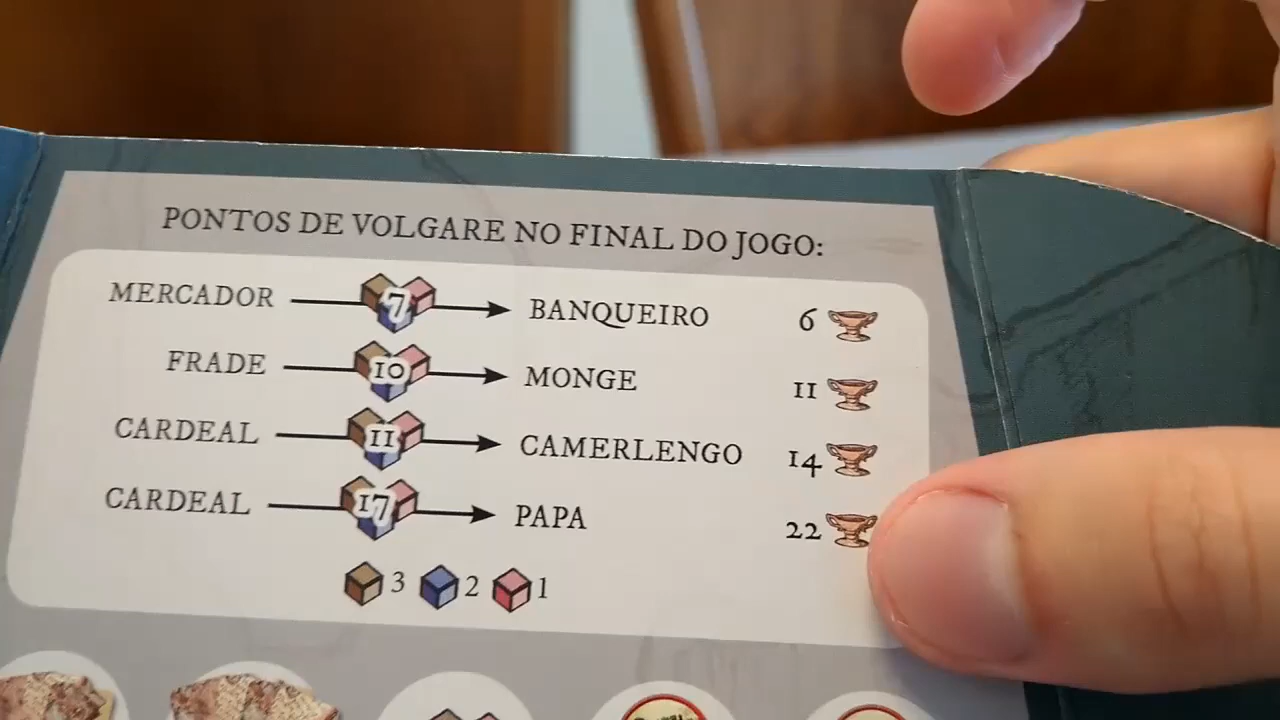 PONTOS DE VOLGARE NO FINAL DO JOGO:
MERCADOR 7 BANQUEIRO 6
FRADE 10 MONGE 11
CARDEAL 11 CAMERLENGO 14
CARDEAL 17 PAPA 22
3 2 1